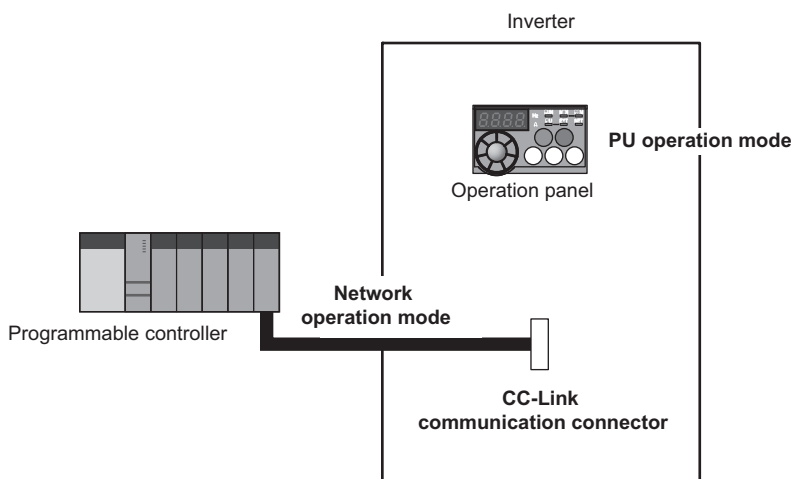 Inverter
PU operation mode
Operation panel
Network
operation mode
Programmable controller
CC-Link
communication connector